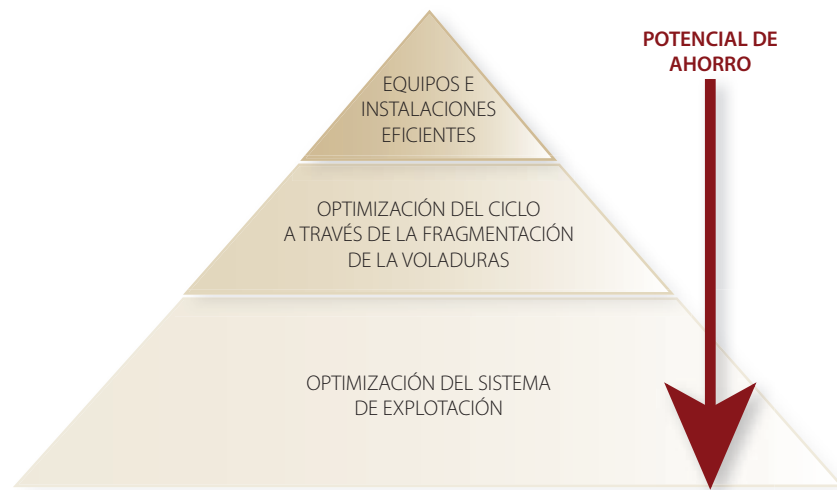 POTENCIAL DE
AHORRO
EQUIPOS E
INSTALACIONES
EFICIENTES
OPTIMIZACIÓN DEL CICLO
A TRAVÉS DE LA FRAGMENTACIÓN
DE LA VOLADURAS
OPTIMIZACIÓN DEL SISTEMA
DE EXPLOTACIÓN